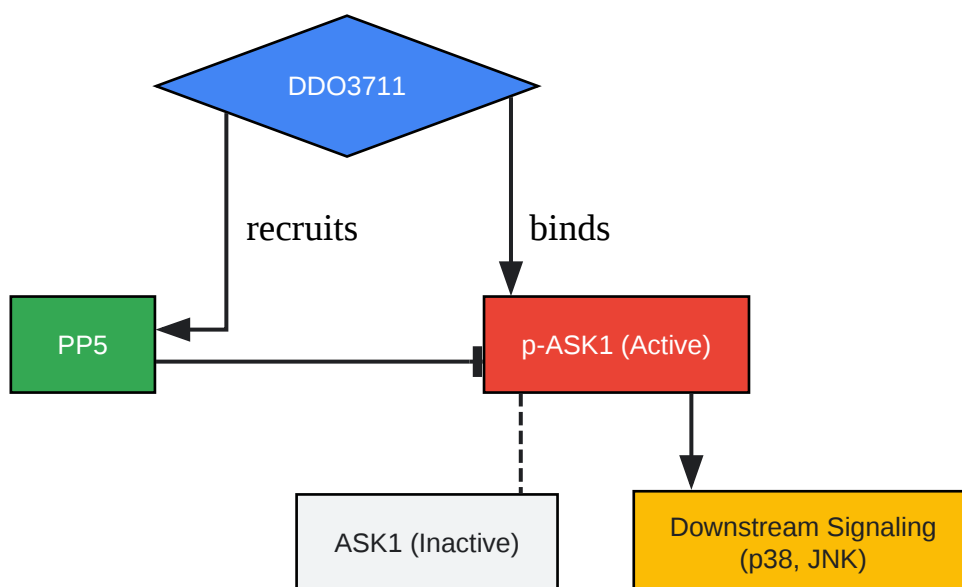 DDO3711
recruits
binds
PP5
p-ASK1 (Active)
ASK1 (Inactive)
Downstream Signaling
(p38, JNK)